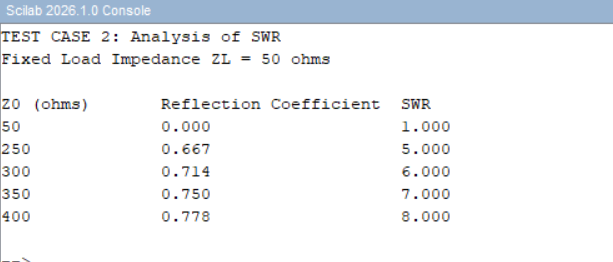 Scilab 2026.1.0 Console
TEST CASE 2: Analysis of SWR
Fixed Load Impedance ZL = 50 ohms
Z0 (ohms) Reflection Coefficient SWR
50 0.000 1.000
250 0.667 5.000
300 0.714 6.000
350 0.750 7.000
400 0.778 8.000
-->